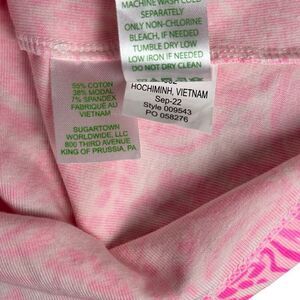 MACHINE WASH COLD
SEPARATELY
ONLY NON-CHLORINE
BLEACH, IF NEEDED
TUMBLE DRY LOW
LOW IRON IF NEEDED
DO NOT DRY CLEAN
HOCHIMINH, VIETNAM
Sep-22
Style 009543
PO 058276
55% COTTON
38% MODAL
7% SPANDEX
FABRIQUE AU
VIETNAM
SUGARTOWN
WORLDWIDE, LLC
800 THIRD AVENUE
KING OF PRUSSIA, PA